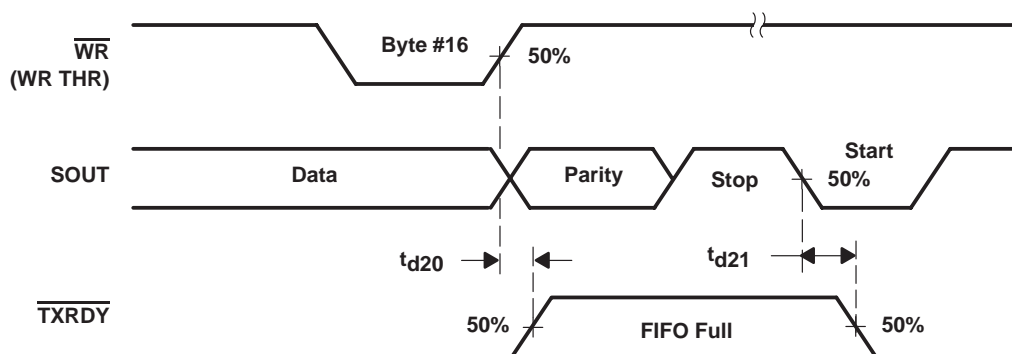 WR
(WR THR)
Byte #16
50%
SOUT
Data
Parity
Stop
Start
50%
td20
td21
TXRDY
50%
FIFO Full
50%